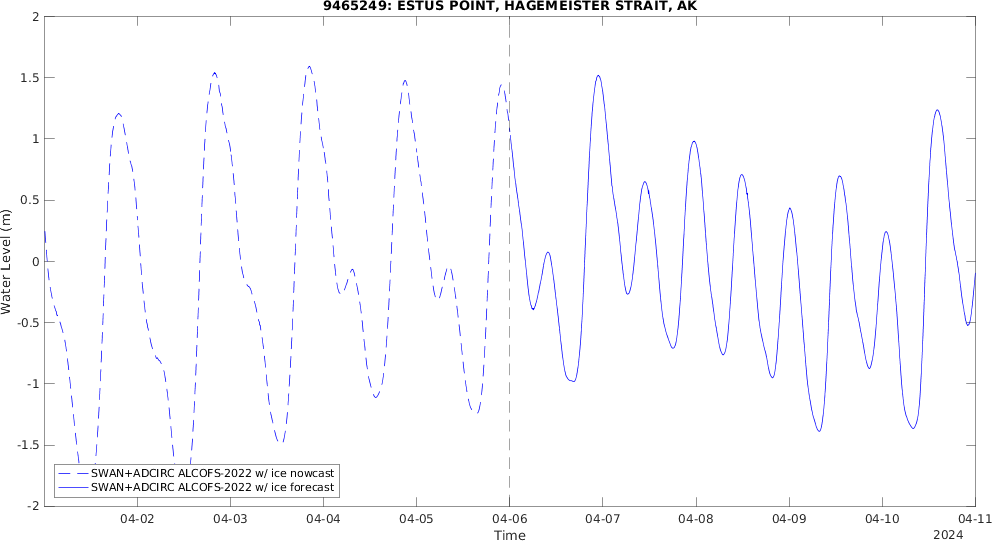 9465249: ESTUS POINT, HAGEMEISTER STRAIT, AK
2
1.5
1
0.5
0
-0.5
-1
-1.5
-2
Water Level (m)
SWAN+ADCIRC ALCOFS-2022 w/ ice nowcast
SWAN+ADCIRC ALCOFS-2022 w/ ice forecast
04-02 04-03 04-04 04-05 04-06 04-07 04-08 04-09 04-10 04-11
Time
2024